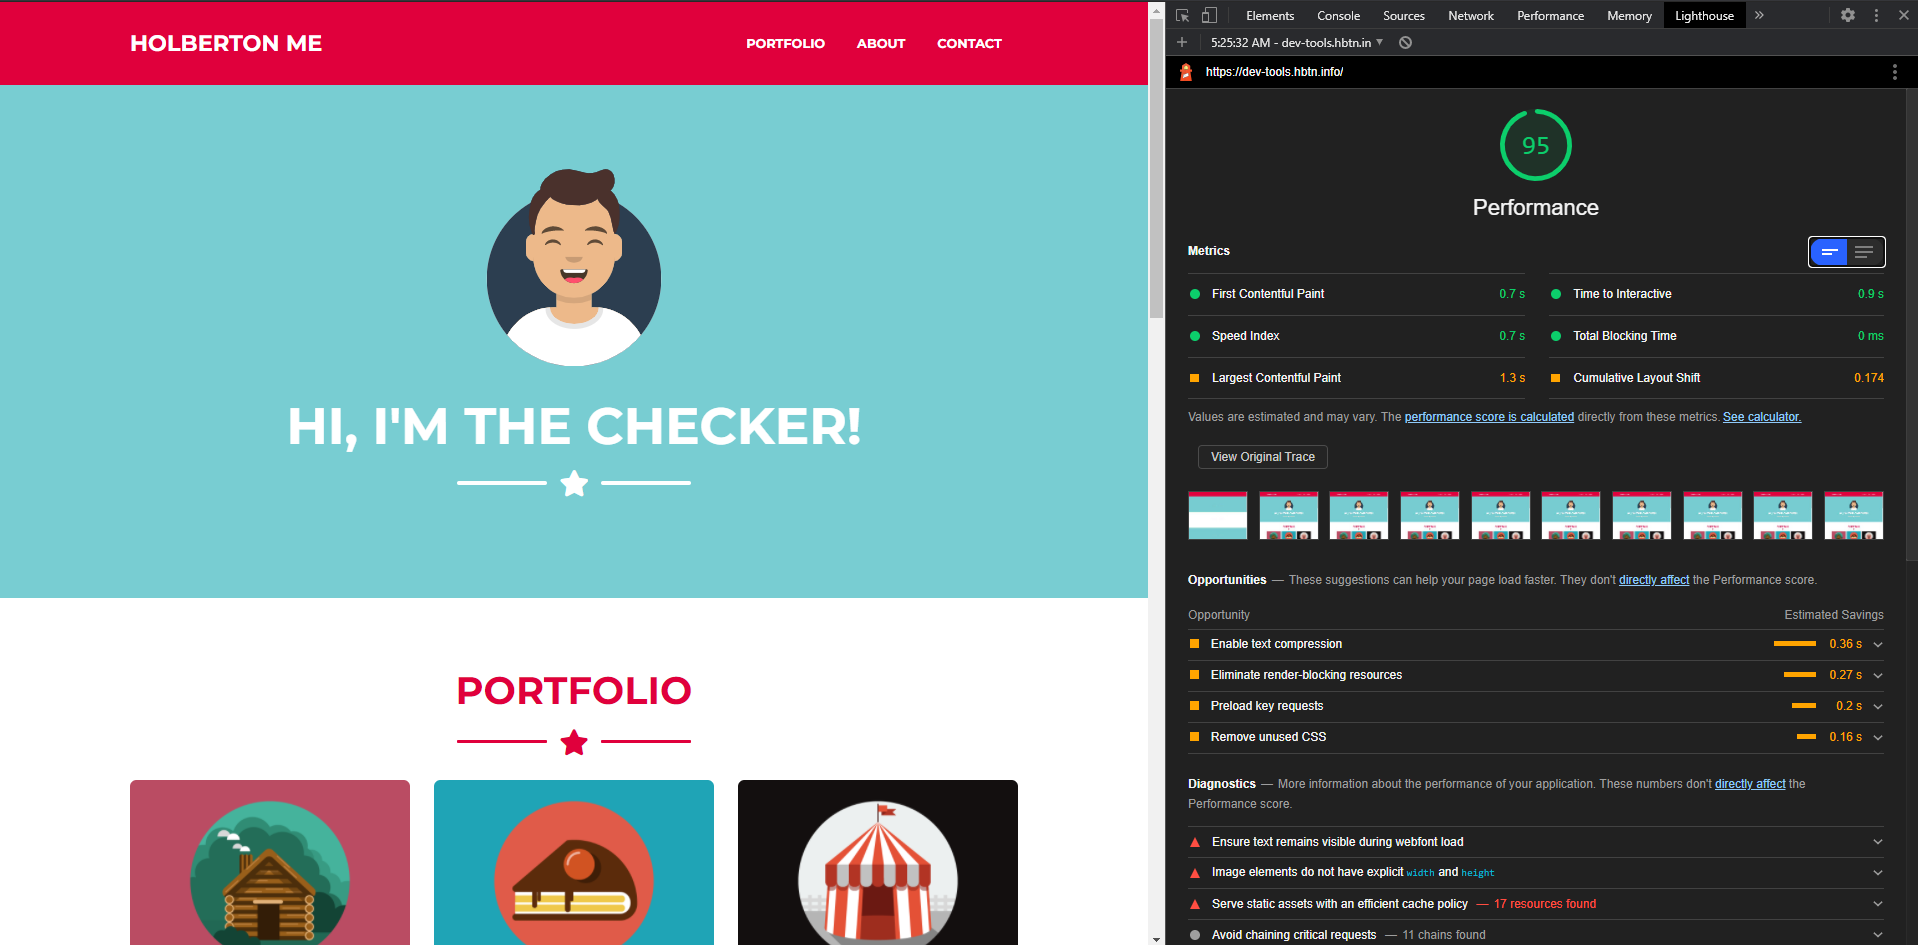 HOLBERTON ME
PORTFOLIO ABOUT CONTACT
HI, I'M THE CHECKER!
PORTFOLIO
Elements Console Sources Network Performance Memory Lighthouse
5:25:32 AM - dev-tools.hbtn.in
https://dev-tools.hbtn.info/
95
Performance
Metrics
First Contentful Paint 0.7 s
Time to Interactive 0.9 s
Speed Index 0.7 s
Total Blocking Time 0 ms
Largest Contentful Paint 1.3 s
Cumulative Layout Shift 0.174
Values are estimated and may vary. The performance score is calculated directly from these metrics. See calculator.
View Original Trace
Opportunities — These suggestions can help your page load faster. They don't directly affect the Performance score.
Opportunity Estimated Savings
Enable text compression 0.36 s
Eliminate render-blocking resources 0.27 s
Preload key requests 0.2 s
Remove unused CSS 0.16 s
Diagnostics — More information about the performance of your application. These numbers don't directly affect the
Performance score.
Ensure text remains visible during webfont load
Image elements do not have explicit width and height
Serve static assets with an efficient cache policy — 17 resources found
Avoid chaining critical requests — 11 chains found